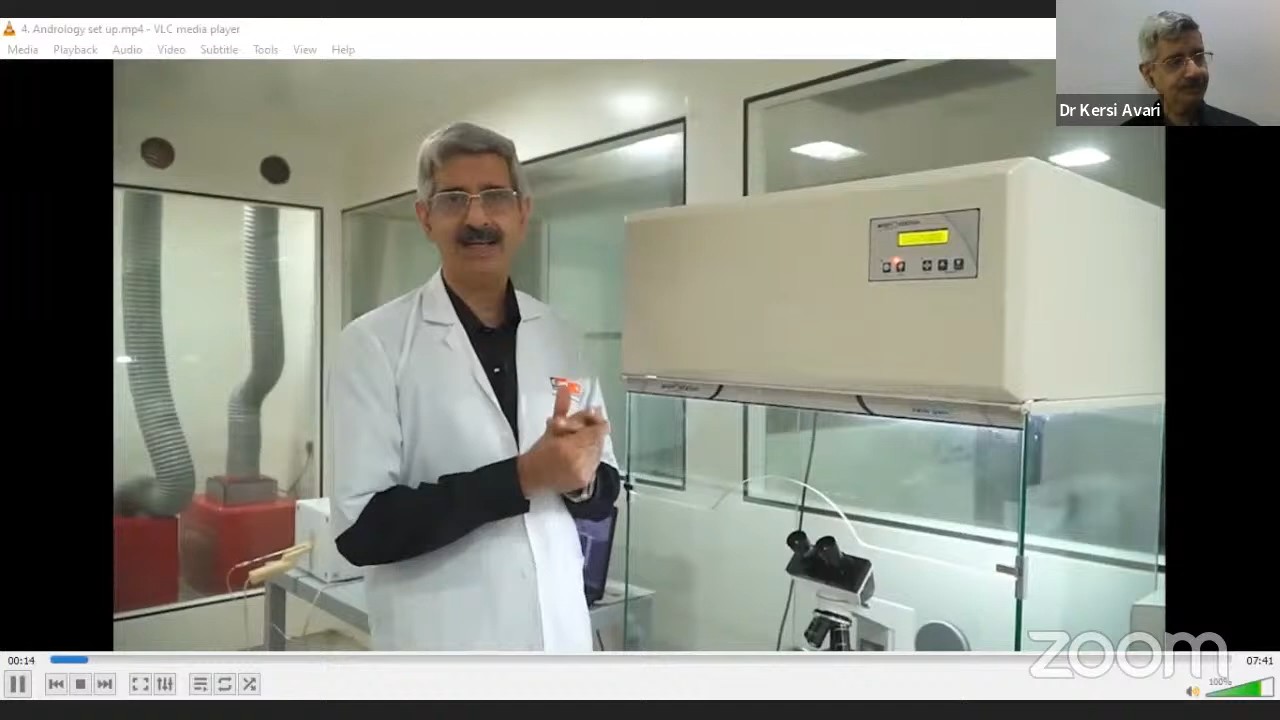 4. Andrology set up.mp4 - VLC media player
Media Playback Audio Video Subtitle Tools View Help
Dr Kersi Avari
00:14
07:41
100%
zoom